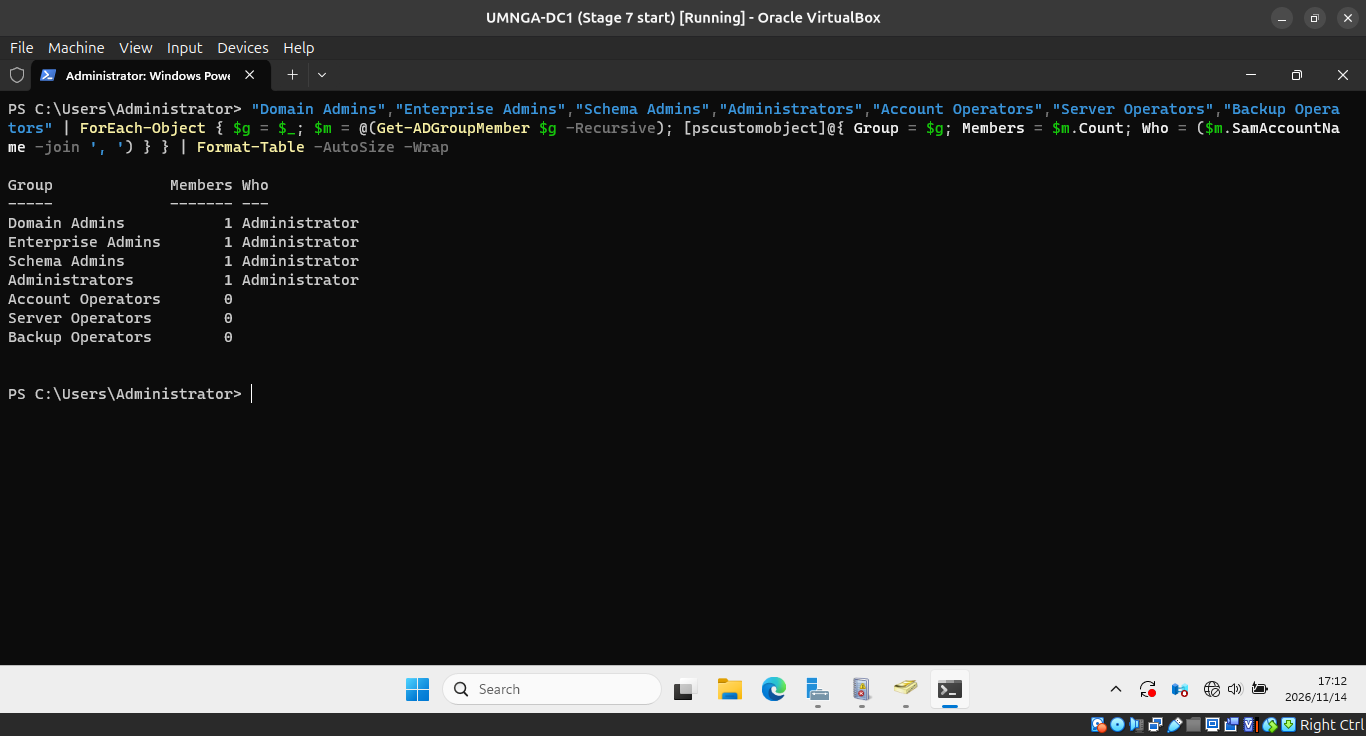 UMNGA-DC1 (Stage 7 start) [Running] - Oracle VirtualBox
File Machine View Input Devices Help
Administrator: Windows Powe
PS C:\Users\Administrator> "Domain Admins","Enterprise Admins","Schema Admins","Administrators","Account Operators","Server Operators","Backup Opera
tors" | ForEach-Object { $g = $_; $m = @(Get-ADGroupMember $g -Recursive); [pscustomobject]@{ Group = $g; Members = $m.Count; Who = ($m.SamAccountNa
me -join ', ') } } | Format-Table -AutoSize -Wrap
Group Members Who
----- ------- ---
Domain Admins 1 Administrator
Enterprise Admins 1 Administrator
Schema Admins 1 Administrator
Administrators 1 Administrator
Account Operators 0
Server Operators 0
Backup Operators 0
PS C:\Users\Administrator>
Search
17:12
2026/11/14
Right Ctrl